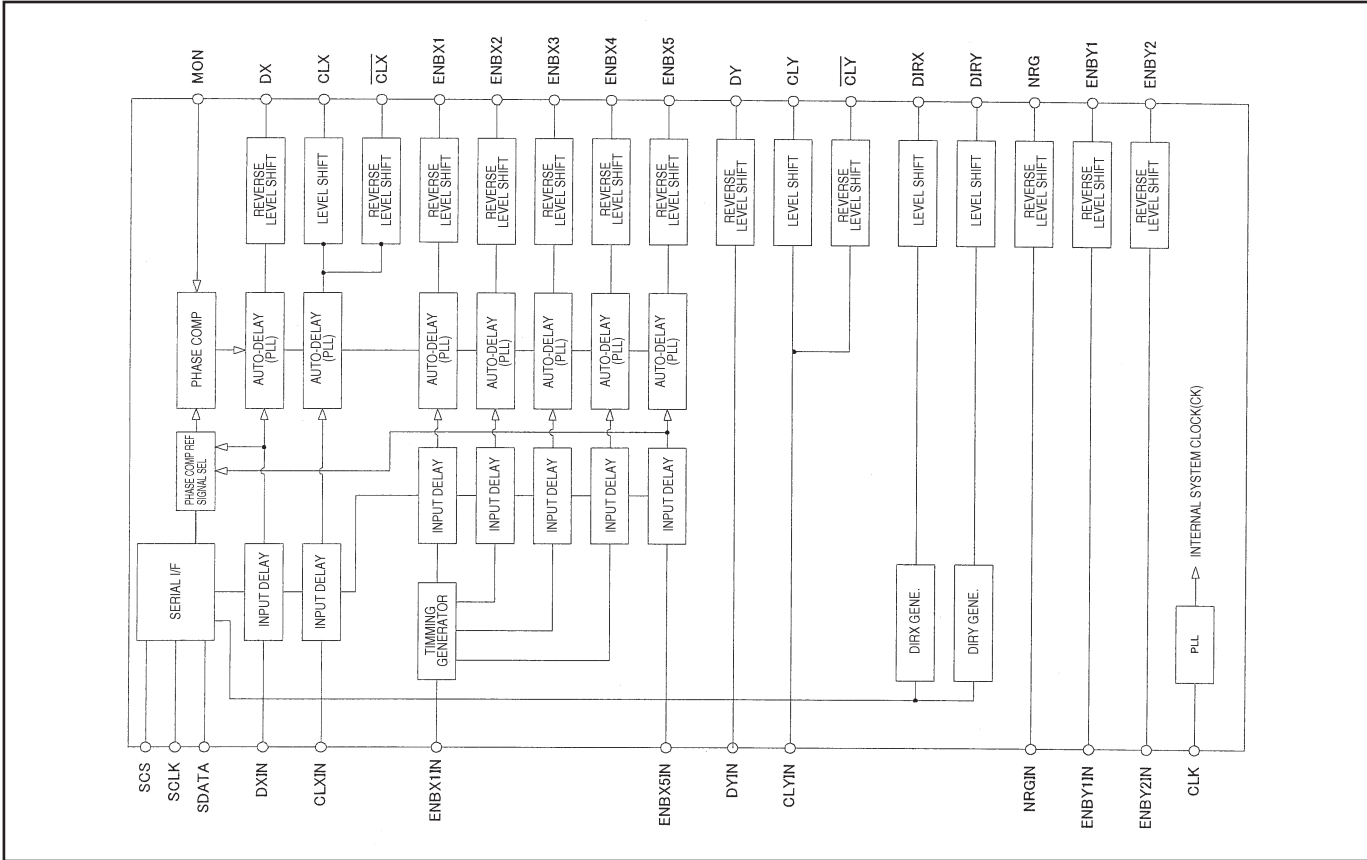 MON
DX
CLX
CLX
ENBX1
ENBX2
ENBX3
ENBX4
ENBX5
DY
CLY
CLY
DIRX
DIRY
NRG
ENBY1
ENBY2
REVERSE
LEVEL SHIFT
LEVEL SHIFT
REVERSE
LEVEL SHIFT
REVERSE
LEVEL SHIFT
REVERSE
LEVEL SHIFT
REVERSE
LEVEL SHIFT
REVERSE
LEVEL SHIFT
REVERSE
LEVEL SHIFT
REVERSE
LEVEL SHIFT
LEVEL SHIFT
REVERSE
LEVEL SHIFT
LEVEL SHIFT
LEVEL SHIFT
REVERSE
LEVEL SHIFT
REVERSE
LEVEL SHIFT
REVERSE
LEVEL SHIFT
PHASE COMP
AUTO-DELAY
(PLL)
AUTO-DELAY
(PLL)
AUTO-DELAY
(PLL)
AUTO-DELAY
(PLL)
AUTO-DELAY
(PLL)
AUTO-DELAY
(PLL)
AUTO-DELAY
(PLL)
PHASE COMP REF
SIGNAL SEL
INPUT DELAY
INPUT DELAY
INPUT DELAY
INPUT DELAY
INPUT DELAY
SERIAL I/F
INPUT DELAY
INPUT DELAY
TIMMING
GENERATOR
DIRX GENE.
DIRY GENE.
PLL
INTERNAL SYSTEM CLOCK(CK)
SCS
SCLK
SDATA
DXIN
CLXIN
ENBX1IN
ENBX5IN
DYIN
CLYIN
NRGIN
ENBY1IN
ENBY2IN
CLK